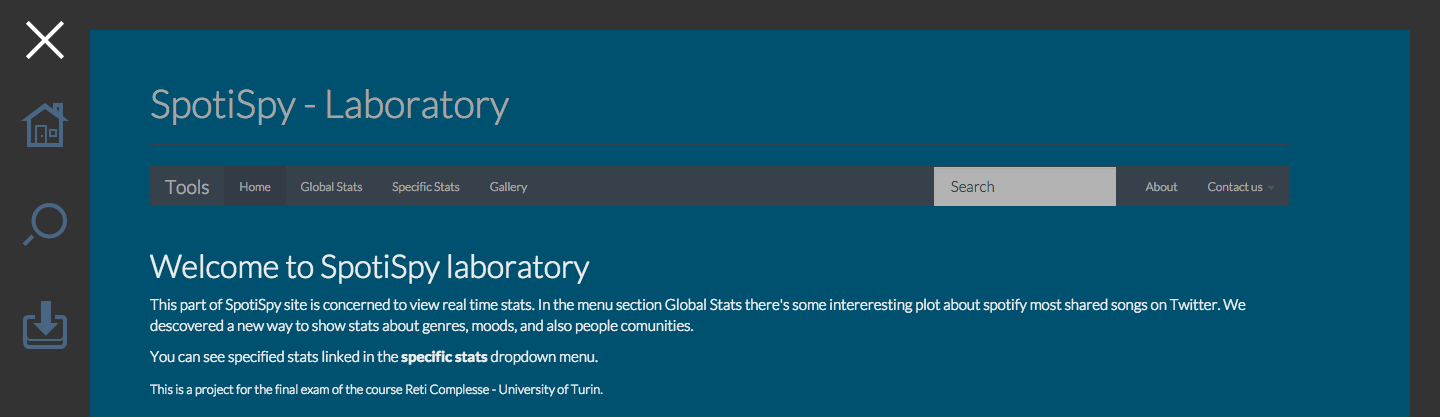 SpotiSpy - Laboratory
Tools Home Global Stats Specific Stats Gallery Search About Contact us
Welcome to SpotiSpy laboratory
This part of SpotiSpy site is concerned to view real time stats. In the menu section Global Stats there's some intereresting plot about spotify most shared songs on Twitter. We
descovered a new way to show stats about genres, moods, and also people comunities.
You can see specified stats linked in the specific stats dropdown menu.
This is a project for the final exam of the course Reti Complesse - University of Turin.